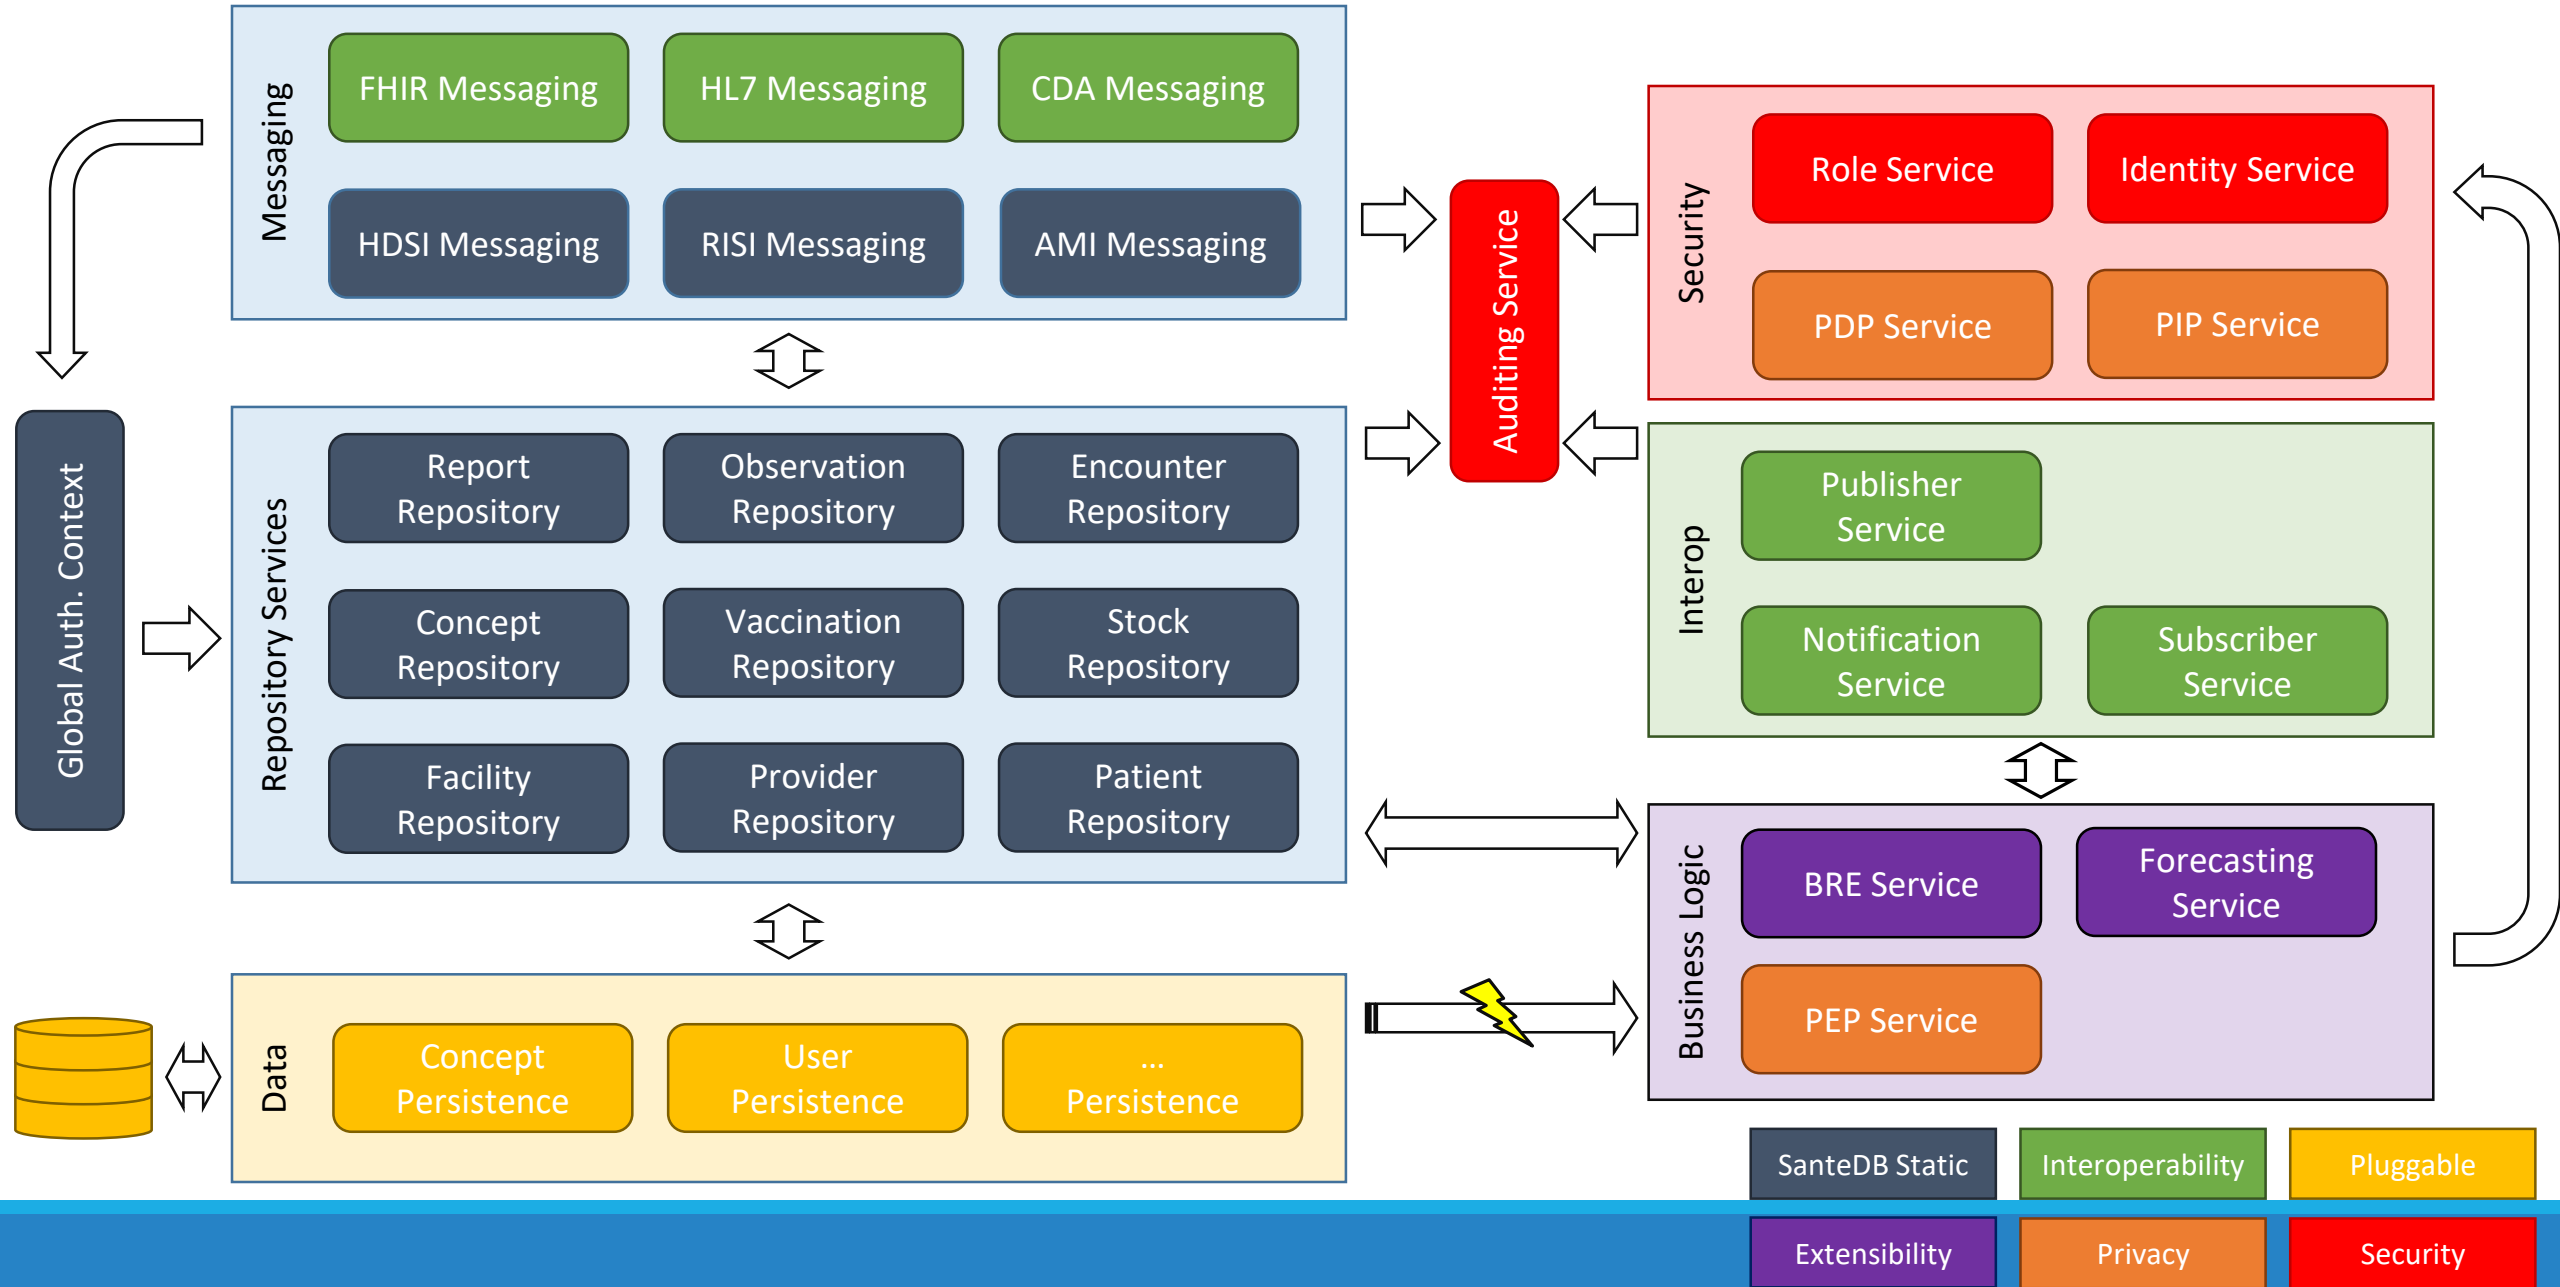 Messaging
FHIR Messaging
HL7 Messaging
CDA Messaging
HDSI Messaging
RISI Messaging
AMI Messaging
Global Auth. Context
Repository Services
Report
Repository
Observation
Repository
Encounter
Repository
Concept
Repository
Vaccination
Repository
Stock
Repository
Facility
Repository
Provider
Repository
Patient
Repository
Data
Concept
Persistence
User
Persistence
...
Persistence
Auditing Service
Security
Role Service
Identity Service
PDP Service
PIP Service
Interop
Publisher
Service
Notification
Service
Subscriber
Service
Business Logic
BRE Service
Forecasting
Service
PEP Service
SanteDB Static
Interoperability
Pluggable
Extensibility
Privacy
Security